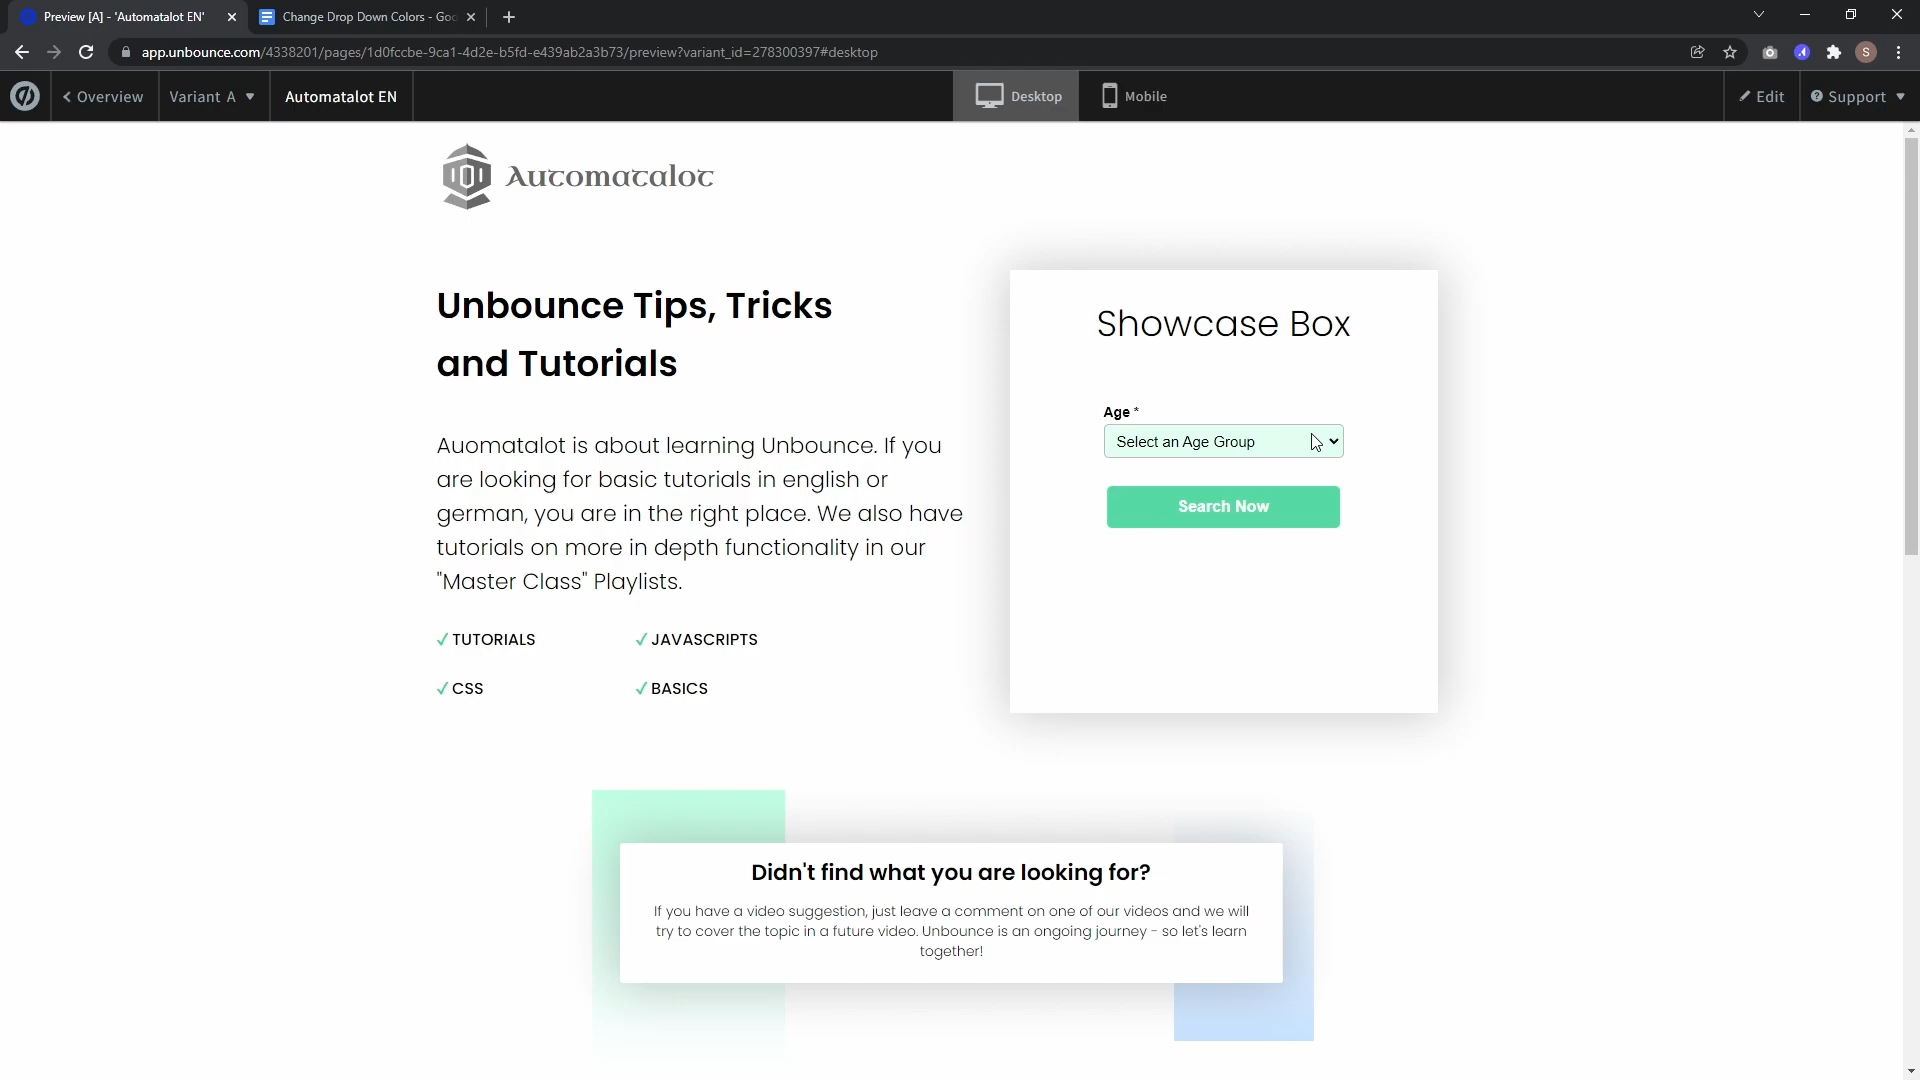 Preview [A] - 'Automatalot EN'
Change Drop Down Colors - Goo
app.unbounce.com/4338201/pages/1d0fccbe-9ca1-4d2e-b5fd-e439ab2a3b73/preview?variant_id=278300397#desktop
S
Overview
Variant A
Automatalot EN
Desktop
Mobile
Edit
Support
Automatalot
Unbounce Tips, Tricks
and Tutorials
Auomatalot is about learning Unbounce. If you
are looking for basic tutorials in english or
german, you are in the right place. We also have
tutorials on more in depth functionality in our
"Master Class" Playlists.
✓ TUTORIALS
✓ JAVASCRIPTS
✓ CSS
✓ BASICS
Showcase Box
Age *
Select an Age Group
Search Now
Didn't find what you are looking for?
If you have a video suggestion, just leave a comment on one of our videos and we will
try to cover the topic in a future video. Unbounce is an ongoing journey - so let's learn
together!